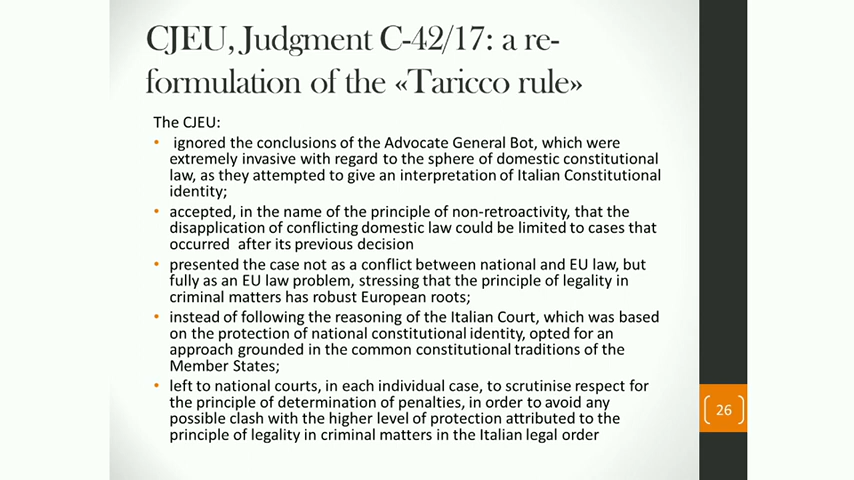 CJEU, Judgment C-42/17: a re-
formulation of the «Taricco rule»
The CJEU:
• ignored the conclusions of the Advocate General Bot, which were
extremely invasive with regard to the sphere of domestic constitutional
law, as they attempted to give an interpretation of Italian Constitutional
identity;
• accepted, in the name of the principle of non-retroactivity, that the
disapplication of conflicting domestic law could be limited to cases that
occurred after its previous decision
• presented the case not as a conflict between national and EU law, but
fully as an EU law problem, stressing that the principle of legality in
criminal matters has robust European roots;
• instead of following the reasoning of the Italian Court, which was based
on the protection of national constitutional identity, opted for an
approach grounded in the common constitutional traditions of the
Member States;
• left to national courts, in each individual case, to scrutinise respect for
the principle of determination of penalties, in order to avoid any
possible clash with the higher level of protection attributed to the
principle of legality in criminal matters in the Italian legal order
26